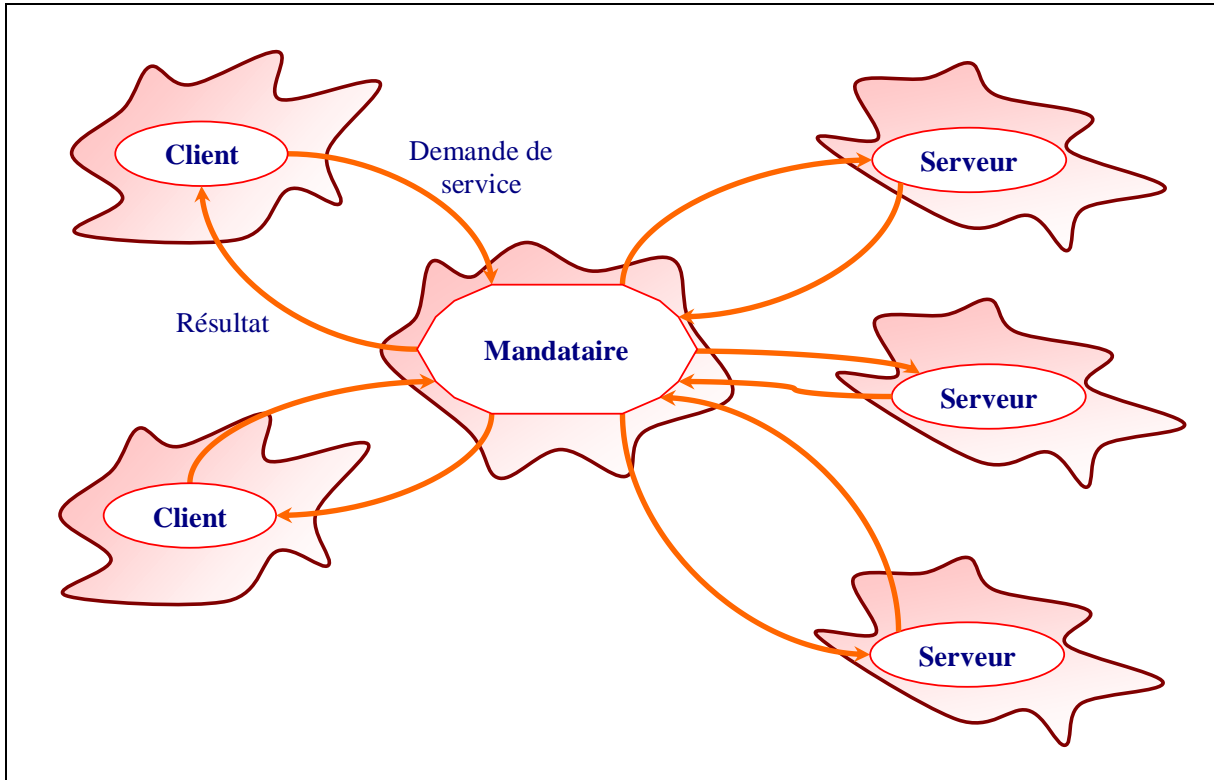 Client
Demande de
service
Serveur
Résultat
Mandataire
Serveur
Client
Serveur